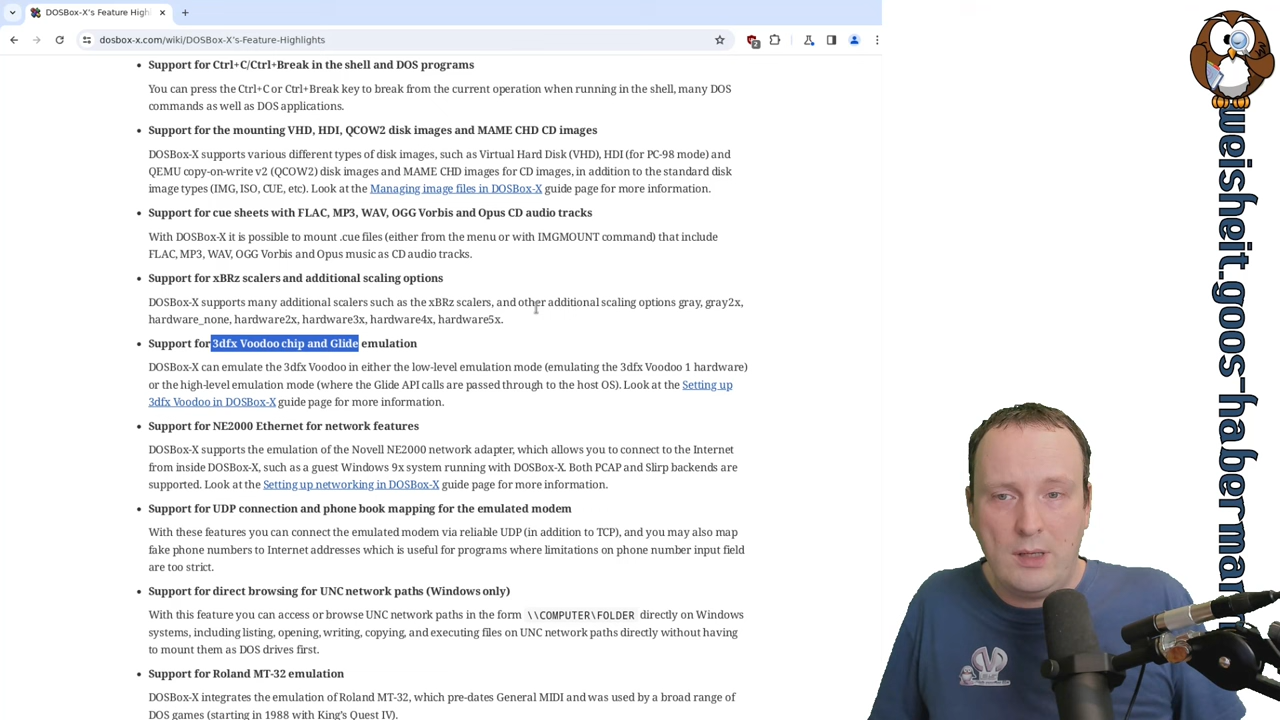 DOSBox-X's Feature High
dosbox-x.com/wiki/DOSBox-X's-Feature-Highlights
Support for Ctrl+C/Ctrl+Break in the shell and DOS programs
You can press the Ctrl+C or Ctrl+Break key to break from the current operation when running in the shell, many DOS
commands as well as DOS applications.
Support for the mounting VHD, HDI, QCOW2 disk images and MAME CHD CD images
DOSBox-X supports various different types of disk images, such as Virtual Hard Disk (VHD), HDI (for PC-98 mode) and
QEMU copy-on-write v2 (QCOW2) disk images and MAME CHD images for CD images, in addition to the standard disk
image types (IMG, ISO, CUE, etc). Look at the Managing image files in DOSBox-X guide page for more information.
Support for cue sheets with FLAC, MP3, WAV, OGG Vorbis and Opus CD audio tracks
With DOSBox-X it is possible to mount .cue files (either from the menu or with IMGMOUNT command) that include
FLAC, MP3, WAV, OGG Vorbis and Opus music as CD audio tracks.
Support for xBRz scalers and additional scaling options
DOSBox-X supports many additional scalers such as the xBRz scalers, and other additional scaling options gray, gray2x,
hardware_none, hardware2x, hardware3x, hardware4x, hardware5x.
Support for 3dfx Voodoo chip and Glide emulation
DOSBox-X can emulate the 3dfx Voodoo in either the low-level emulation mode (emulating the 3dfx Voodoo 1 hardware)
or the high-level emulation mode (where the Glide API calls are passed through to the host OS). Look at the Setting up
3dfx Voodoo in DOSBox-X guide page for more information.
Support for NE2000 Ethernet for network features
DOSBox-X supports the emulation of the Novell NE2000 network adapter, which allows you to connect to the Internet
from inside DOSBox-X, such as a guest Windows 9x system running with DOSBox-X. Both PCAP and Slirp backends are
supported. Look at the Setting up networking in DOSBox-X guide page for more information.
Support for UDP connection and phone book mapping for the emulated modem
With these features you can connect the emulated modem via reliable UDP (in addition to TCP), and you may also map
fake phone numbers to Internet addresses which is useful for programs where limitations on phone number input field
are too strict.
Support for direct browsing for UNC network paths (Windows only)
With this feature you can access or browse UNC network paths in the form \\COMPUTER\FOLDER directly on Windows
systems, including listing, opening, writing, copying, and executing files on UNC network paths directly without having
to mount them as DOS drives first.
Support for Roland MT-32 emulation
DOSBox-X integrates the emulation of Roland MT-32, which pre-dates General MIDI and was used by a broad range of
DOS games (starting in 1988 with King's Quest IV).
weisheit.goos-haberman